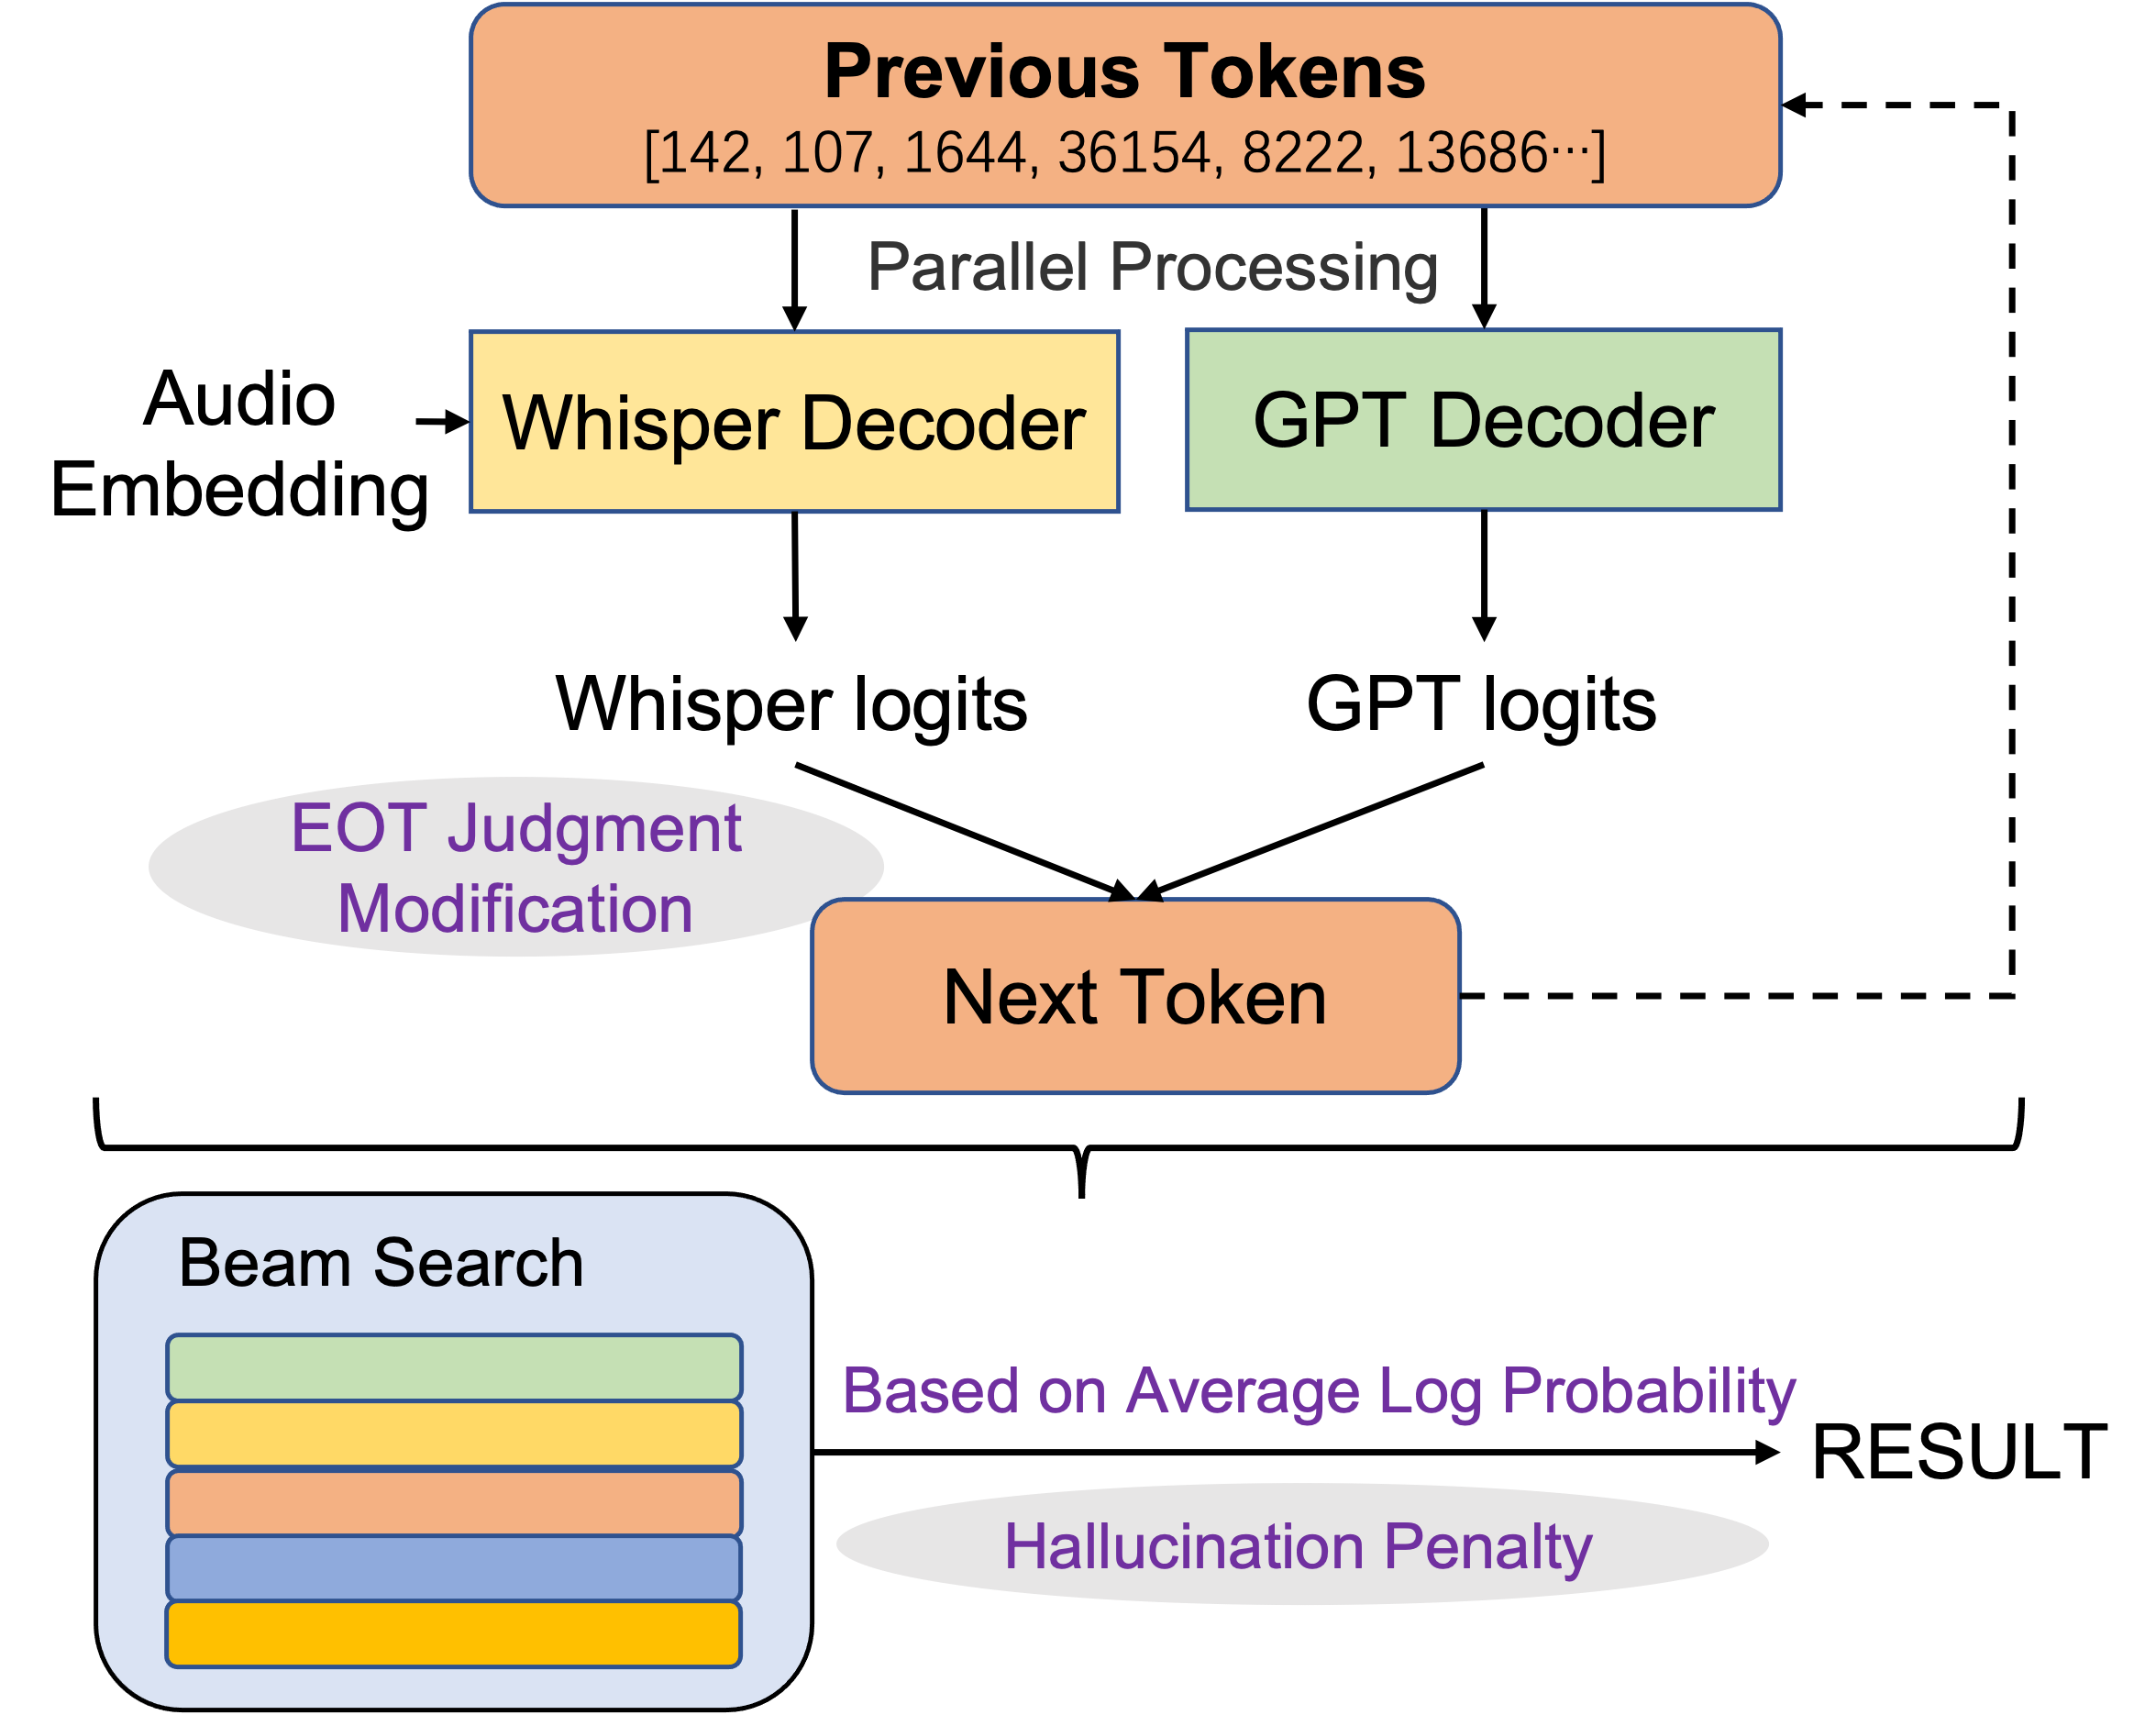 Previous Tokens
[142, 107, 1644, 36154, 8222, 13686···]
Parallel Processing
Audio
Embedding
Whisper Decoder
GPT Decoder
Whisper logits
GPT logits
EOT Judgment
Modification
Next Token
Beam Search
Based on Average Log Probability
RESULT
Hallucination Penalty